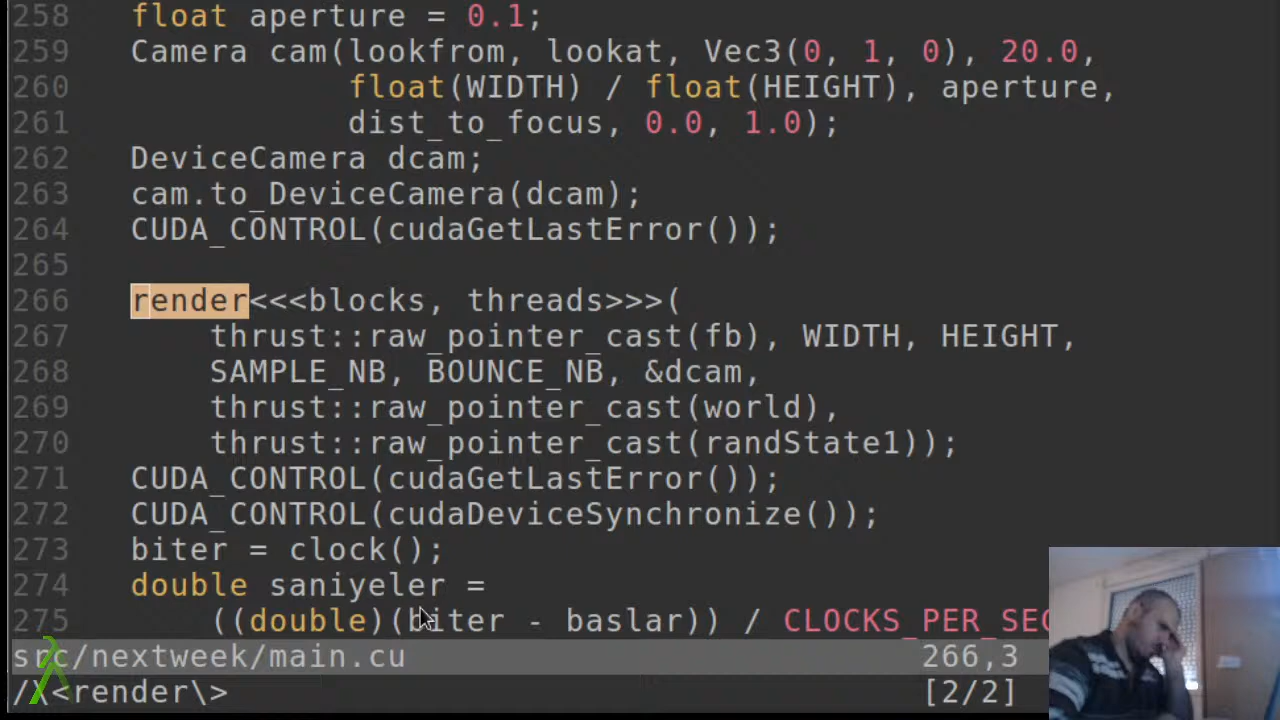 258 float aperture = 0.1;
259 Camera cam(lookfrom, lookat, Vec3(0, 1, 0), 20.0,
260 float(WIDTH) / float(HEIGHT), aperture,
261 dist_to_focus, 0.0, 1.0);
262 DeviceCamera dcam;
263 cam.to_DeviceCamera(dcam);
264 CUDA_CONTROL(cudaGetLastError());
265
266 render<<<blocks, threads>>>(
267 thrust::raw_pointer_cast(fb), WIDTH, HEIGHT,
268 SAMPLE_NB, BOUNCE_NB, &dcam,
269 thrust::raw_pointer_cast(world),
270 thrust::raw_pointer_cast(randState1));
271 CUDA_CONTROL(cudaGetLastError());
272 CUDA_CONTROL(cudaDeviceSynchronize());
273 biter = clock();
274 double saniyeler =
275 ((double)(biter - baslar)) / CLOCKS_PER_SEC
src/nextweek/main.cu 266,3
/\<render\> [2/2]